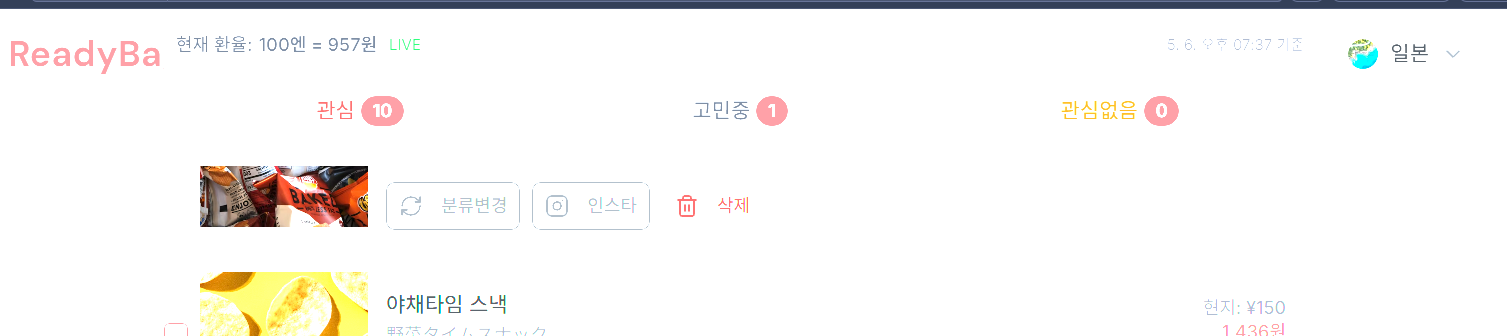 ReadyBa
현재 환율: 100엔 = 957원 LIVE
5. 6. 오후 07:37 기준
일본
관심 10
고민중 1
관심없음 0
BAKED
ENJOY
분류변경
인스타
삭제
야채타임 스낵
현지: ¥150
野菜タイムスナック
1,436원